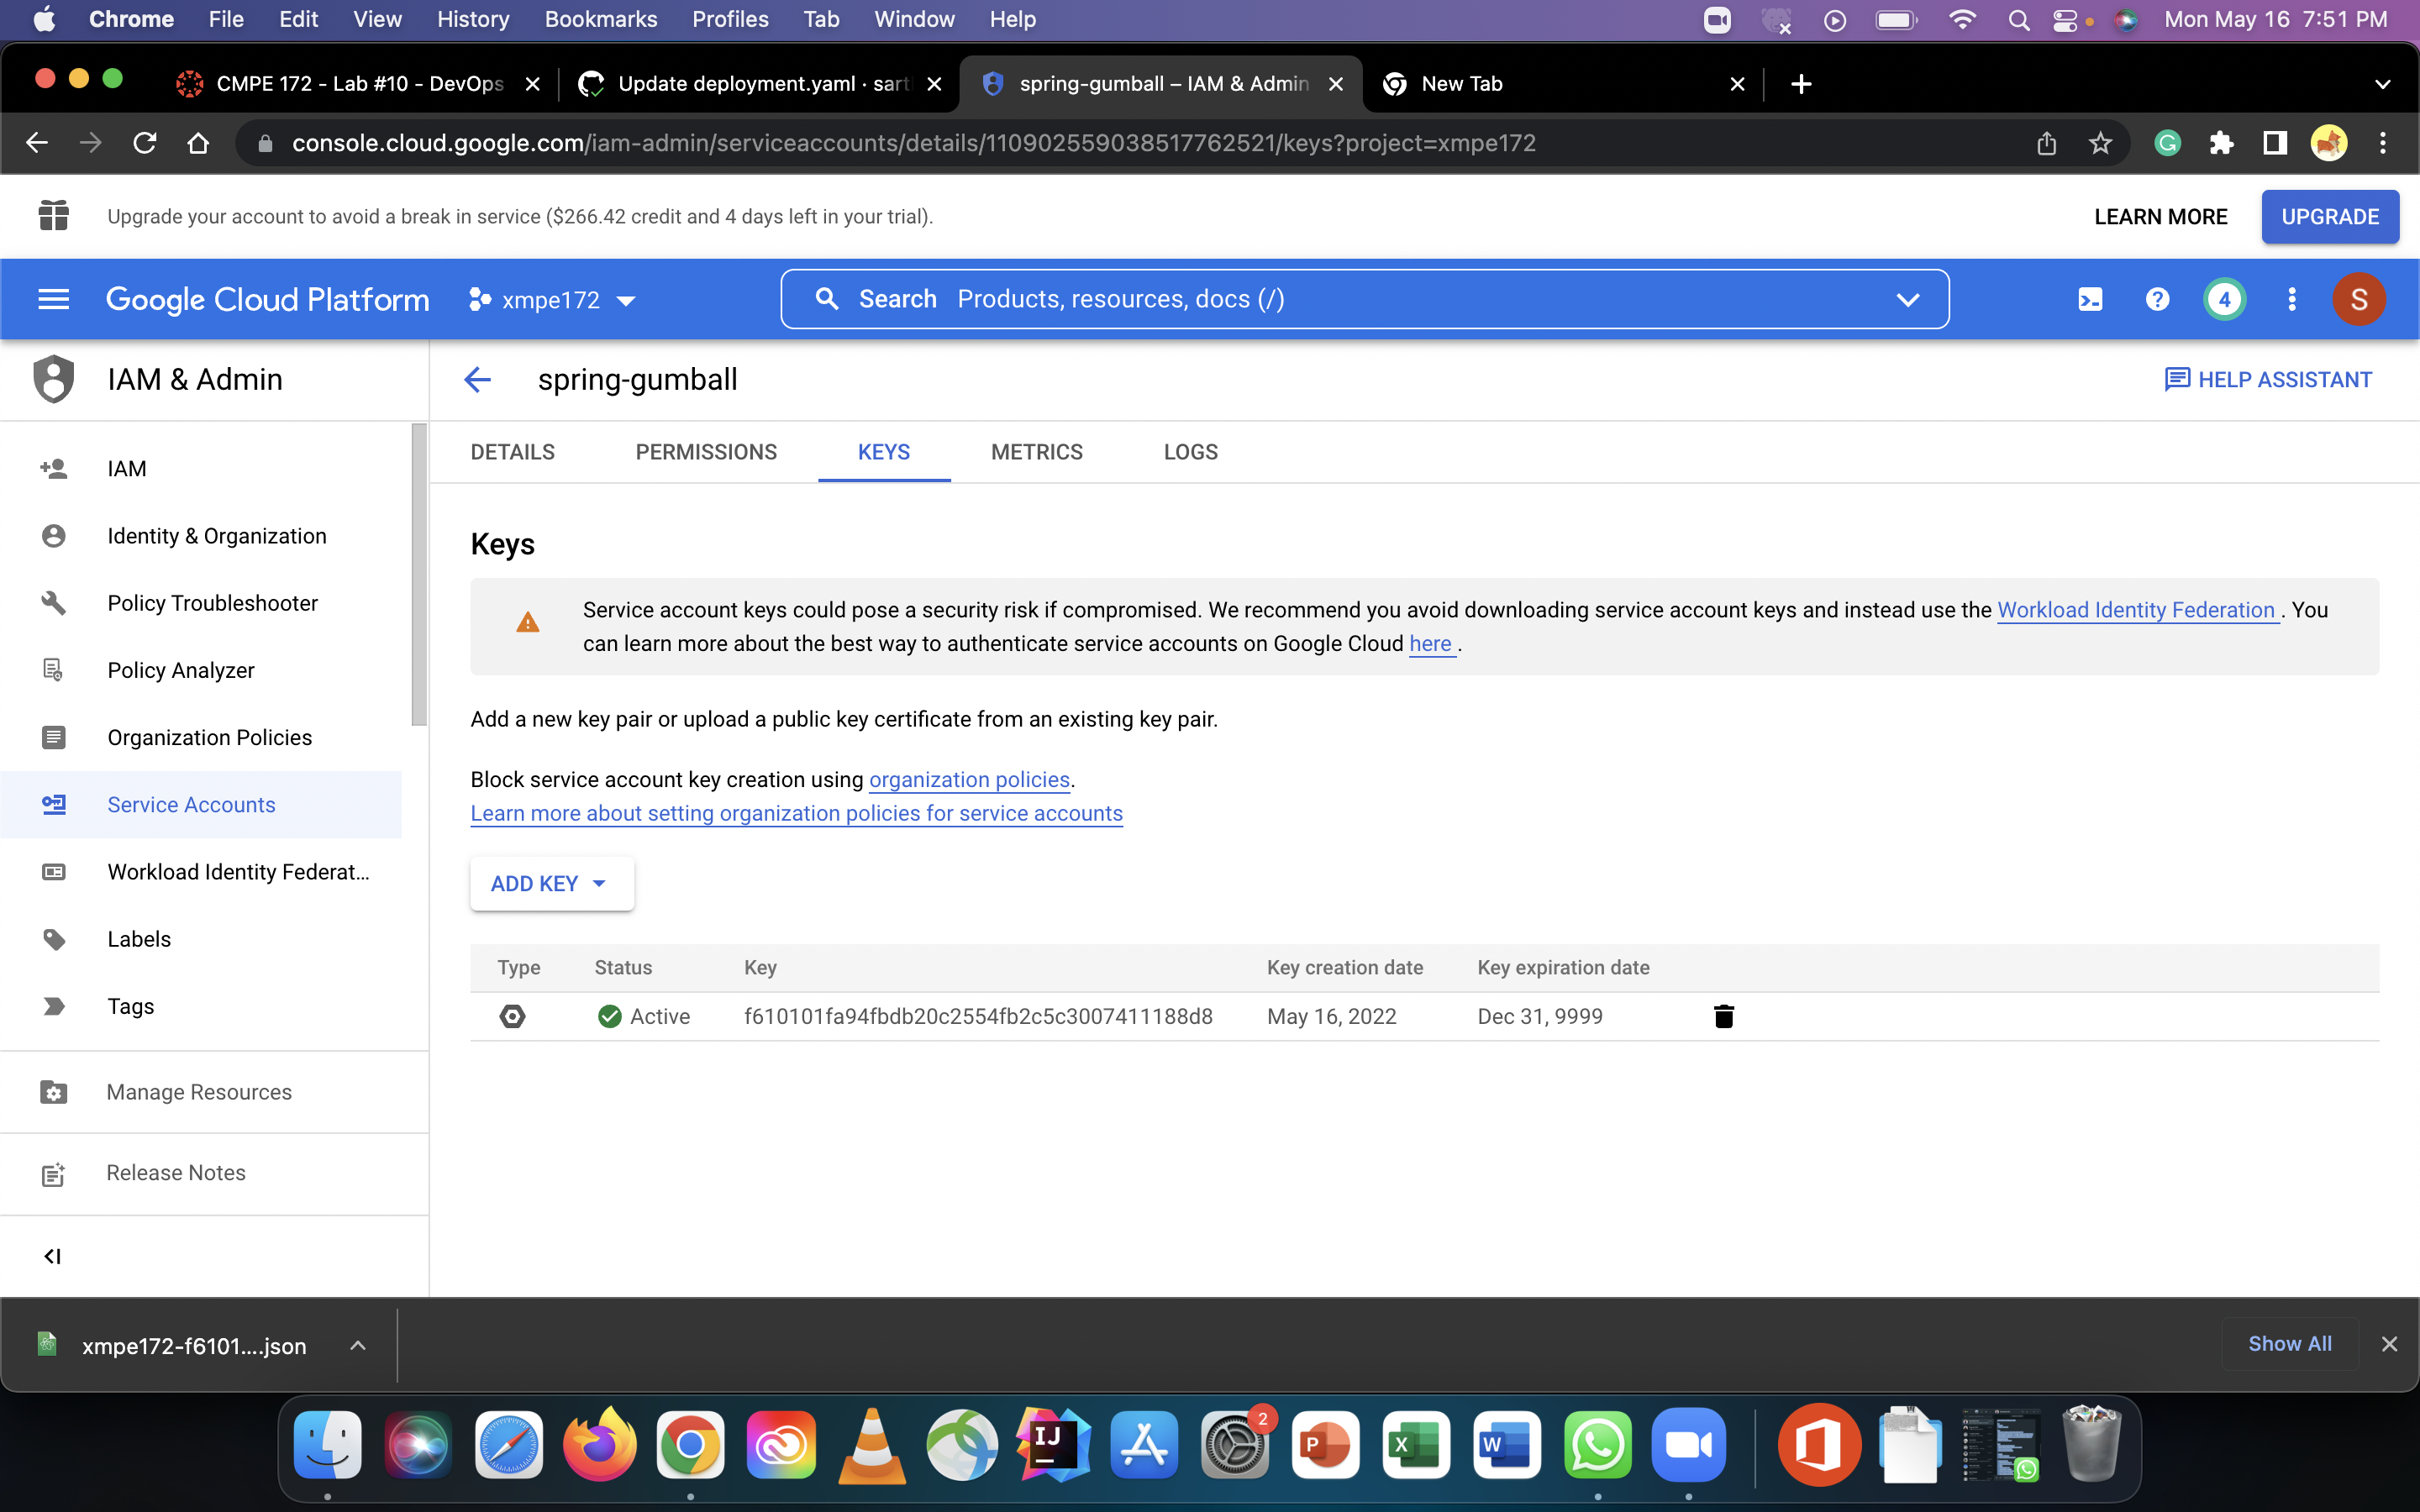 Chrome File Edit View History Bookmarks Profiles Tab Window Help Mon May 16 7:51 PM
CMPE 172 - Lab #10 - DevOps
Update deployment.yaml · sart
spring-gumball – IAM & Admin
New Tab
console.cloud.google.com/iam-admin/serviceaccounts/details/110902559038517762521/keys?project=xmpe172
Upgrade your account to avoid a break in service ($266.42 credit and 4 days left in your trial).
LEARN MORE
UPGRADE
Google Cloud Platform
xmpe172
Search Products, resources, docs (/)
4
S
IAM & Admin
spring-gumball
HELP ASSISTANT
IAM
Identity & Organization
Policy Troubleshooter
Policy Analyzer
Organization Policies
Service Accounts
Workload Identity Federat...
Labels
Tags
Manage Resources
Release Notes
DETAILS PERMISSIONS KEYS METRICS LOGS
Keys
Service account keys could pose a security risk if compromised. We recommend you avoid downloading service account keys and instead use the Workload Identity Federation . You
can learn more about the best way to authenticate service accounts on Google Cloud here .
Add a new key pair or upload a public key certificate from an existing key pair.
Block service account key creation using organization policies.
Learn more about setting organization policies for service accounts
ADD KEY
Type Status Key Key creation date Key expiration date
Active f610101fa94fbdb20c2554fb2c5c3007411188d8 May 16, 2022 Dec 31, 9999
xmpe172-f6101....json
Show All
IJ
2
P
X
W